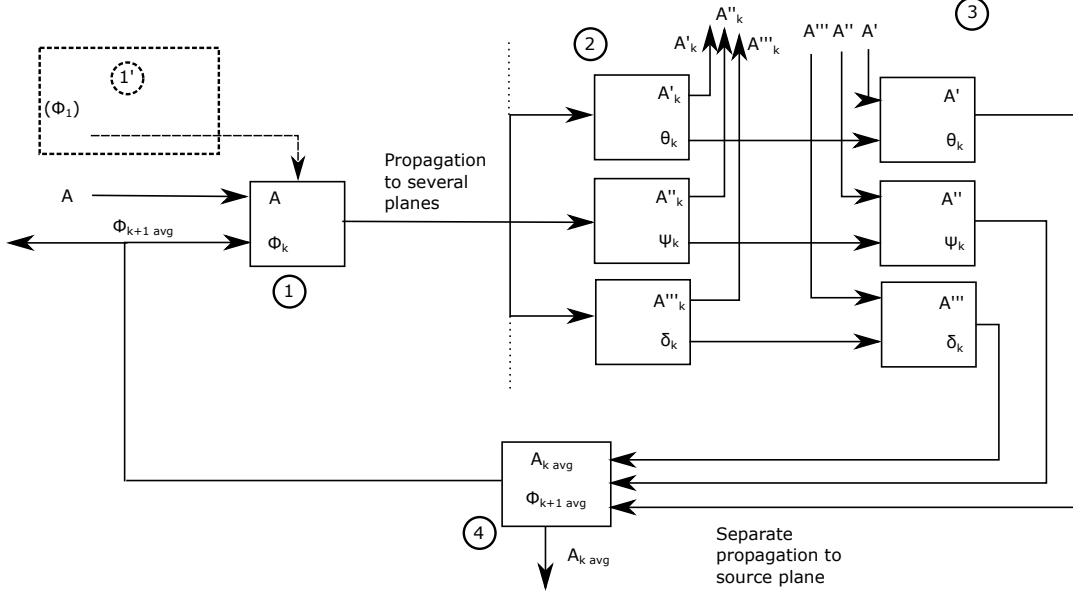 1'
(Φ₁)
A
Φₖ₊₁ avg
A
Φₖ
1
Propagation
to several
planes
2
A'ₖ
A''ₖ
A'''ₖ
A'ₖ
θₖ
A''ₖ
ψₖ
A'''ₖ
δₖ
3
A''' A'' A'
A'
θₖ
A''
ψₖ
A'''
δₖ
Aₖ avg
Φₖ₊₁ avg
4
Aₖ avg
Separate
propagation to
source plane